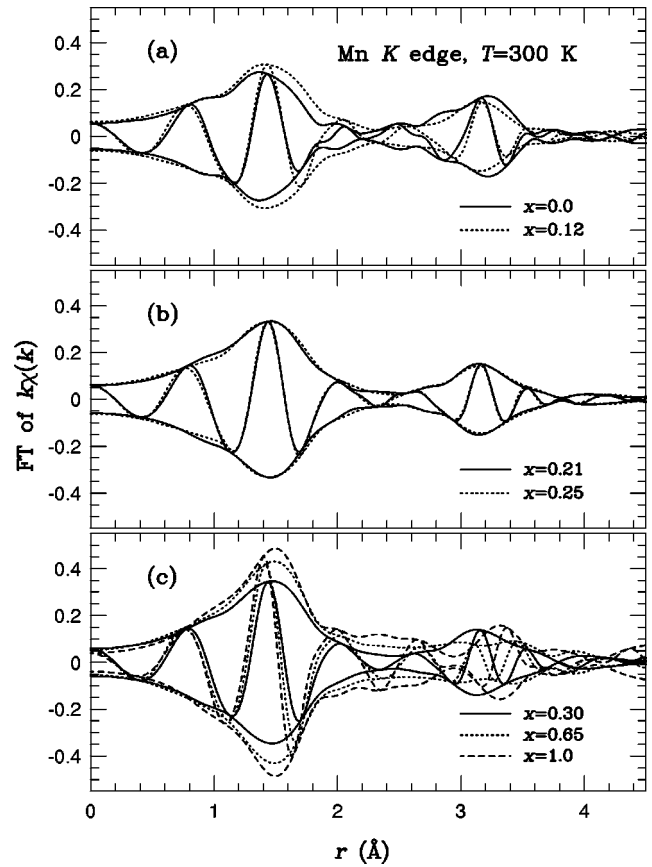 (a)
Mn K edge, T=300 K
0.4
0.2
0
-0.2
-0.4
x=0.0
x=0.12
(b)
0.4
0.2
0
-0.2
-0.4
x=0.21
x=0.25
FT of kχ(k)
(c)
0.4
0.2
0
-0.2
-0.4
x=0.30
x=0.65
x=1.0
0 1 2 3 4
r (Å)